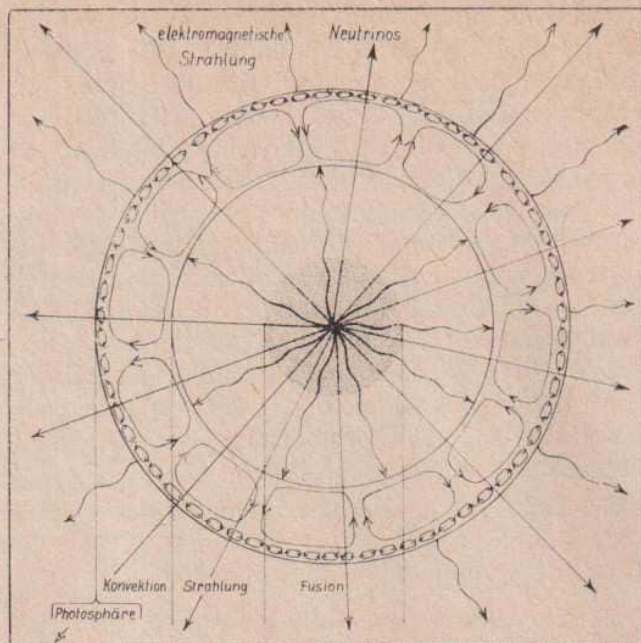 elektromagnetische
Strahlung
Neutrinos
Konvektion Strahlung Fusion
Photosphäre